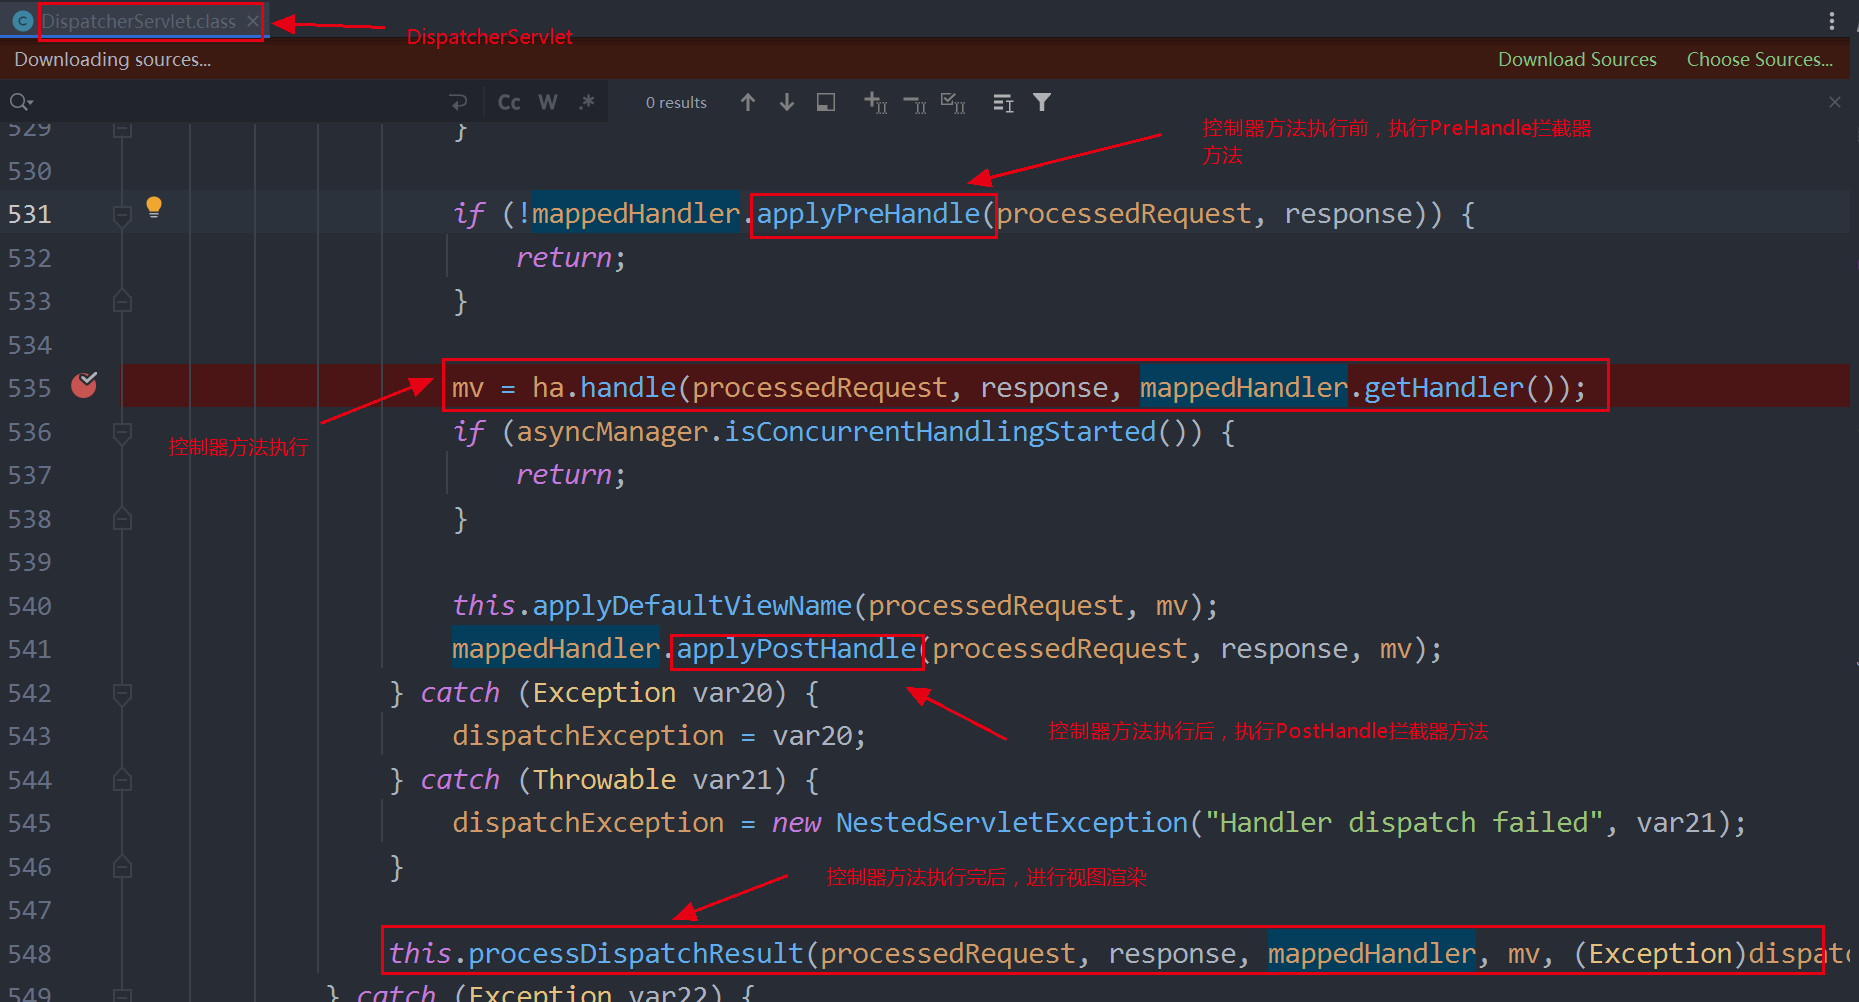 DispatcherServlet.class
DispatcherServlet
Downloading sources...
Download Sources
Choose Sources...
Cc W .*
0 results
529 }
控制器方法执行前，执行PreHandle拦截器
方法
530
531 if (!mappedHandler.applyPreHandle(processedRequest, response)) {
532 return;
533 }
534
535 mv = ha.handle(processedRequest, response, mappedHandler.getHandler());
536 if (asyncManager.isConcurrentHandlingStarted()) {
控制器方法执行
537 return;
538 }
539
540 this.applyDefaultViewName(processedRequest, mv);
541 mappedHandler.applyPostHandle(processedRequest, response, mv);
542 } catch (Exception var20) {
543 dispatchException = var20;
控制器方法执行后，执行PostHandle拦截器方法
544 } catch (Throwable var21) {
545 dispatchException = new NestedServletException("Handler dispatch failed", var21);
546 }
控制器方法执行完后，进行视图渲染
547
548 this.processDispatchResult(processedRequest, response, mappedHandler, mv, (Exception)dispatc
549 } catch (Exception var22) {